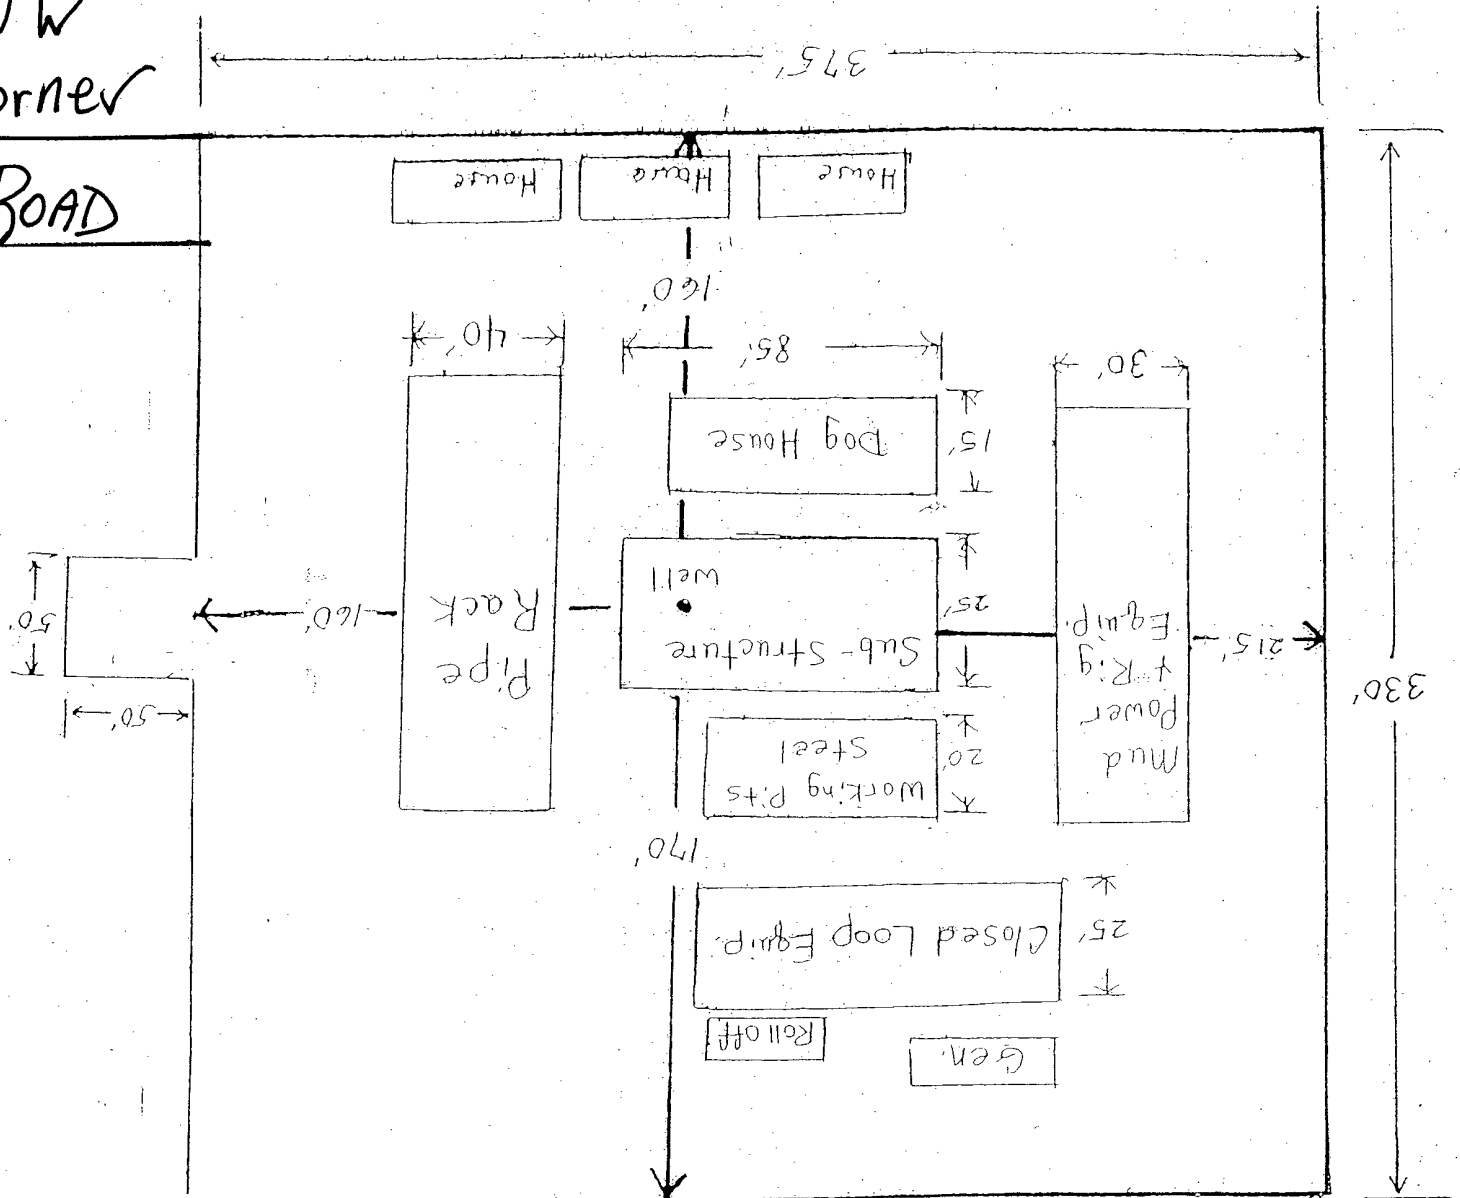 W
orner
ROAD
375'
House
House
House
160'
40'
85'
30'
Dog House
15'
Well
Sub-Structure
25'
Pipe
Rack
160'
50'
50'
Mud
Power
+ Rig
Equip.
215'
330'
Working Pits
Steel
20'
170'
Closed Loop Equip.
25'
Roll off
Gen.